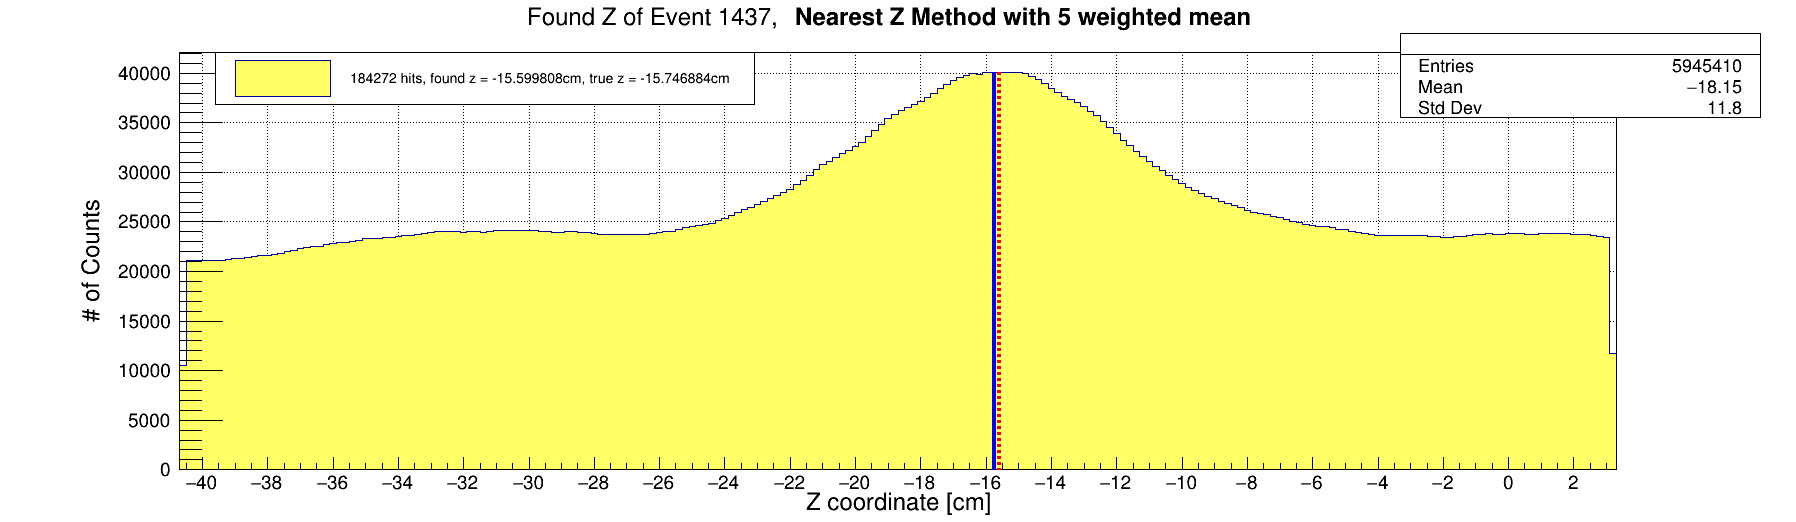 Found Z of Event 1437, Nearest Z Method with 5 weighted mean
184272 hits, found z = -15.599808cm, true z = -15.746884cm
Entries 5945410
Mean −18.15
Std Dev 11.8
# of Counts
40000
35000
30000
25000
20000
15000
10000
5000
0
−40 −38 −36 −34 −32 −30 −28 −26 −24 −22 −20 −18 −16 −14 −12 −10 −8 −6 −4 −2 0 2
Z coordinate [cm]